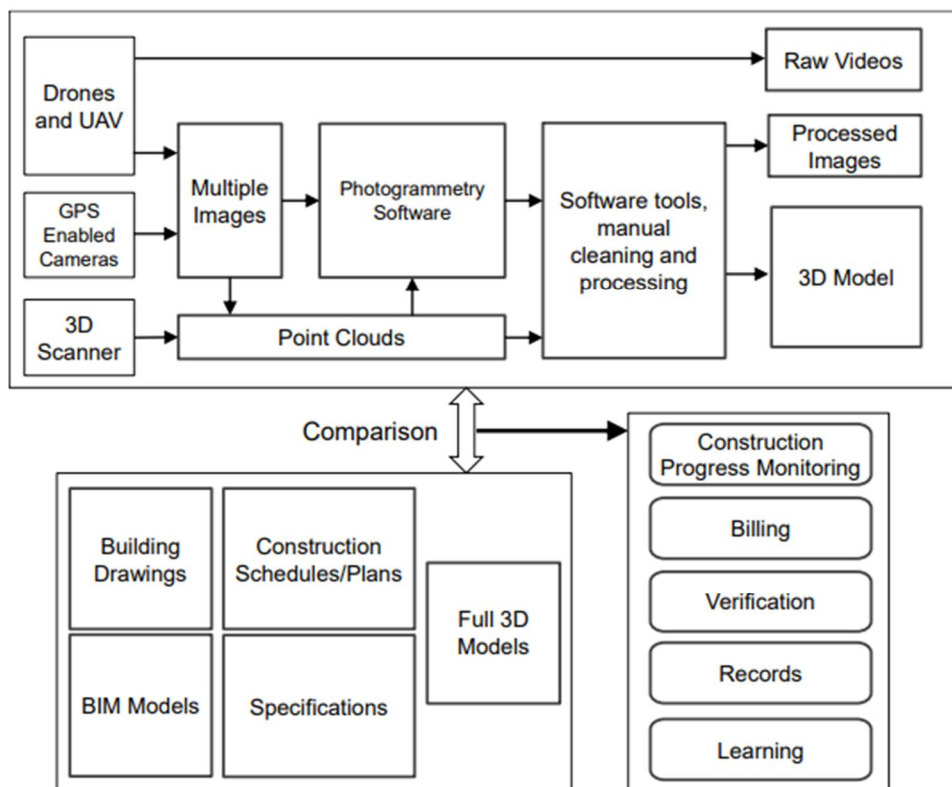 Drones
and UAV
Raw Videos
Processed
Images
Multiple
Images
Photogrammetry
Software
Software tools,
manual
cleaning and
processing
GPS
Enabled
Cameras
3D Model
3D
Scanner
Point Clouds
Comparison
Construction
Progress Monitoring
Billing
Verification
Records
Learning
Building
Drawings
Construction
Schedules/Plans
Full 3D
Models
BIM Models
Specifications